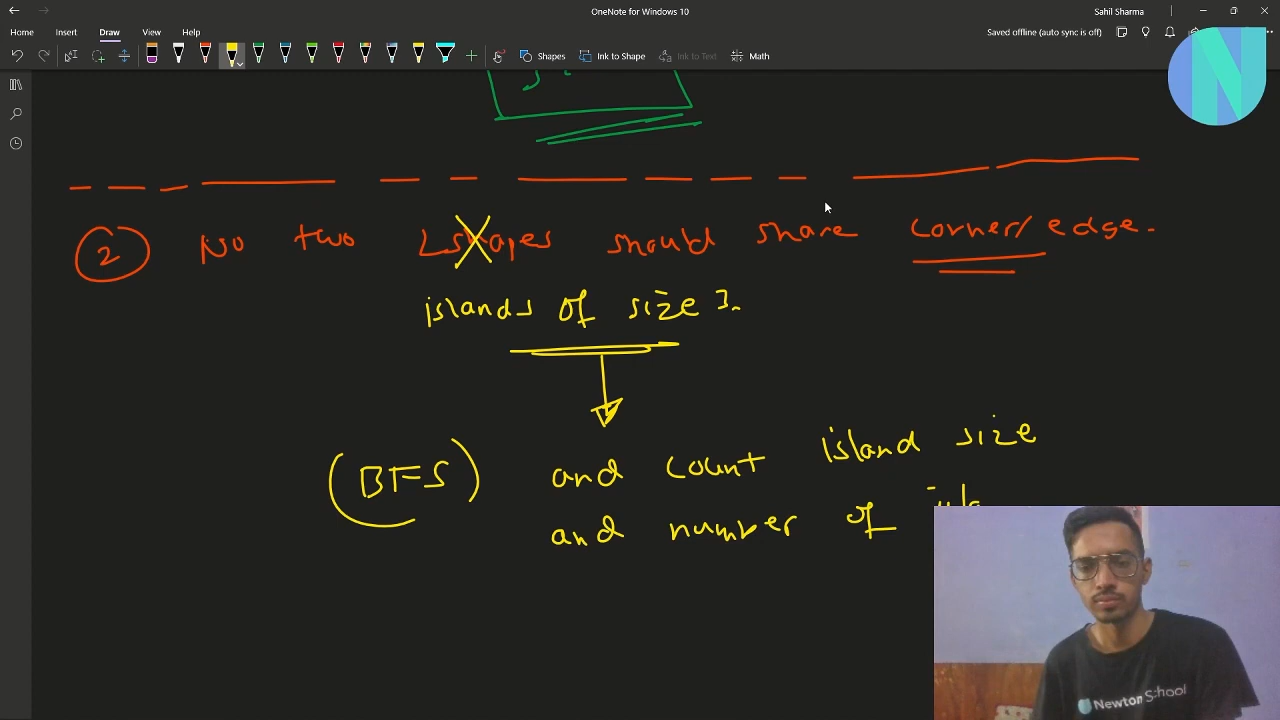 OneNote for Windows 10
Sahil Sharma
Home Insert Draw View Help
Saved offline (auto sync is off)
Shapes Ink to Shape Ink to Text Math
2 No two Lshapes should share corner/edge.
islands of size 3.
(BFS) and count island size
and number of
Newton School